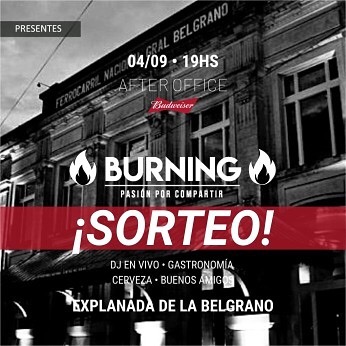 PRESENTES
FERROCARRIL NACIONAL GRAL BELGRANO
04/09 • 19HS
AFTER OFFICE
Budweiser
BURNING
PASIÓN POR COMPARTIR
¡SORTEO!
DJ EN VIVO • GASTRONOMÍA
CERVEZA • BUENOS AMIGOS
EXPLANADA DE LA BELGRANO